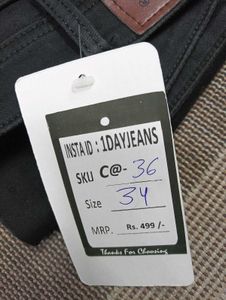 INSTA ID : 1DAYJEANS
SKU C@- 36
Size 34
MRP. Rs. 499 /-
Thanks For Choosing